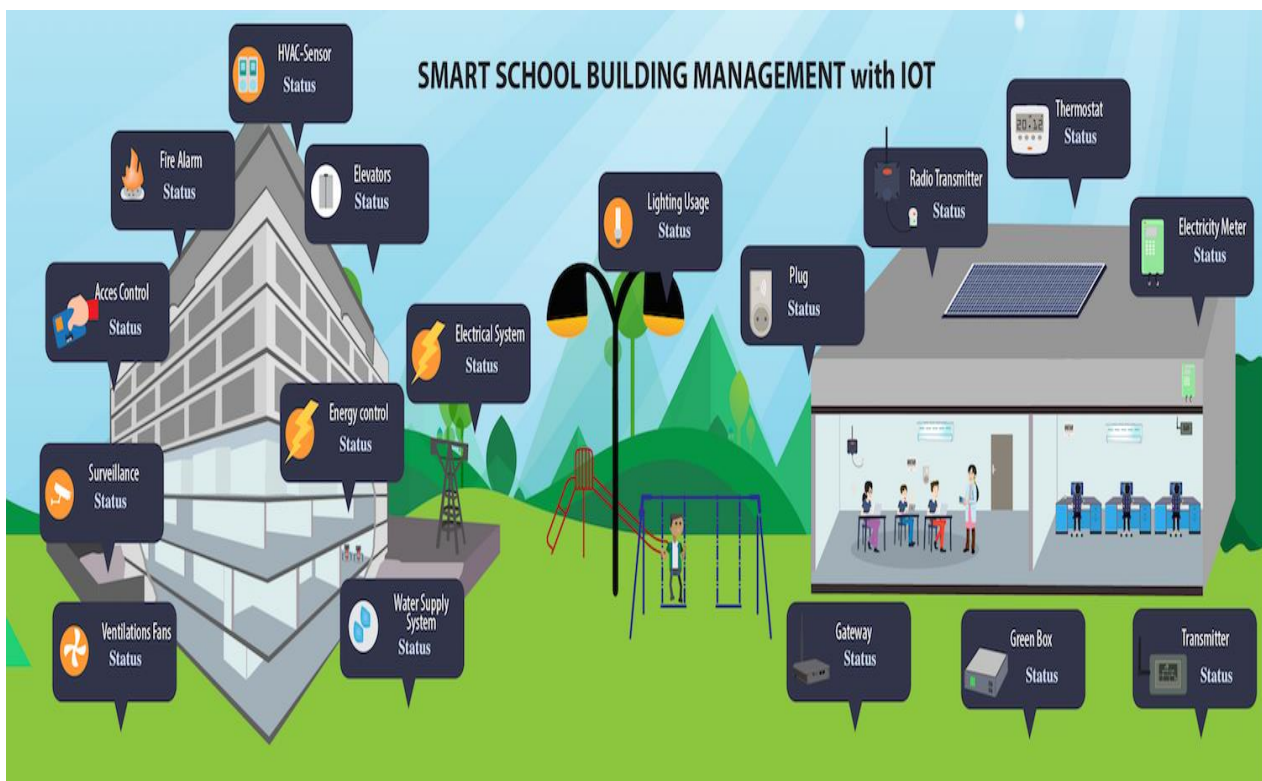 SMART SCHOOL BUILDING MANAGEMENT with IOT
HVAC-Sensor
Status
Fire Alarm
Status
Elevators
Status
Acces Control
Status
Electrical System
Status
Energy control
Status
Surveillance
Status
Ventilations Fans
Status
Water Supply
System
Status
Lighting Usage
Status
Thermostat
20.12
Status
Radio Transmitter
Status
Electricity Meter
Status
Plug
Status
Gateway
Status
Green Box
Status
Transmitter
Status